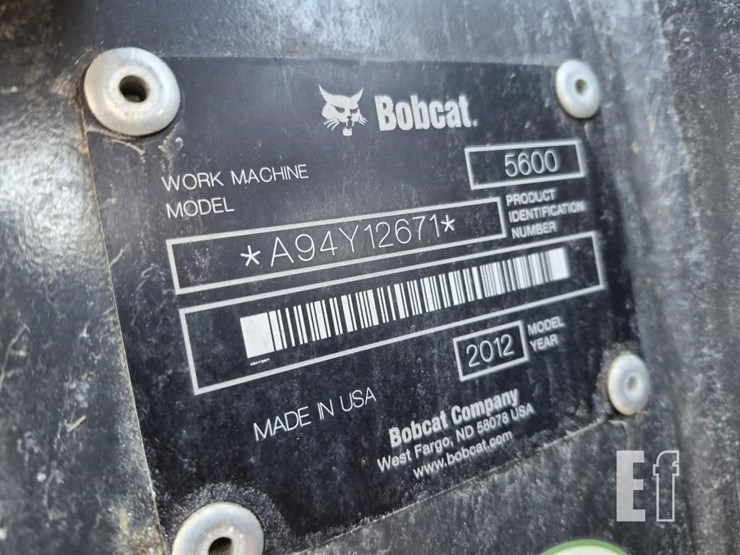 Bobcat.
WORK MACHINE
MODEL
5600
*A94Y12671*
PRODUCT
IDENTIFICATION
NUMBER
2012
MODEL
YEAR
MADE IN USA
Bobcat Company
West Fargo, ND 58078 USA
www.bobcat.com
Ef